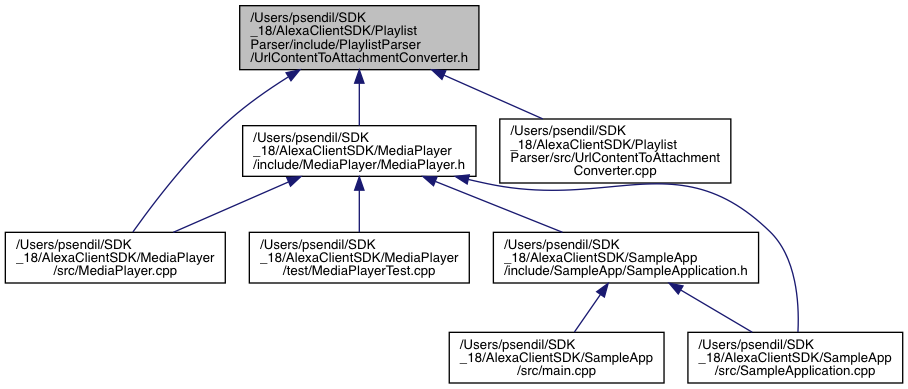 /Users/psendil/SDK
_18/AlexaClientSDK/Playlist
Parser/include/PlaylistParser
/UrlContentToAttachmentConverter.h
/Users/psendil/SDK
_18/AlexaClientSDK/MediaPlayer
/include/MediaPlayer/MediaPlayer.h
/Users/psendil/SDK
_18/AlexaClientSDK/Playlist
Parser/src/UrlContentToAttachment
Converter.cpp
/Users/psendil/SDK
_18/AlexaClientSDK/MediaPlayer
/src/MediaPlayer.cpp
/Users/psendil/SDK
_18/AlexaClientSDK/MediaPlayer
/test/MediaPlayerTest.cpp
/Users/psendil/SDK
_18/AlexaClientSDK/SampleApp
/include/SampleApp/SampleApplication.h
/Users/psendil/SDK
_18/AlexaClientSDK/SampleApp
/src/main.cpp
/Users/psendil/SDK
_18/AlexaClientSDK/SampleApp
/src/SampleApplication.cpp